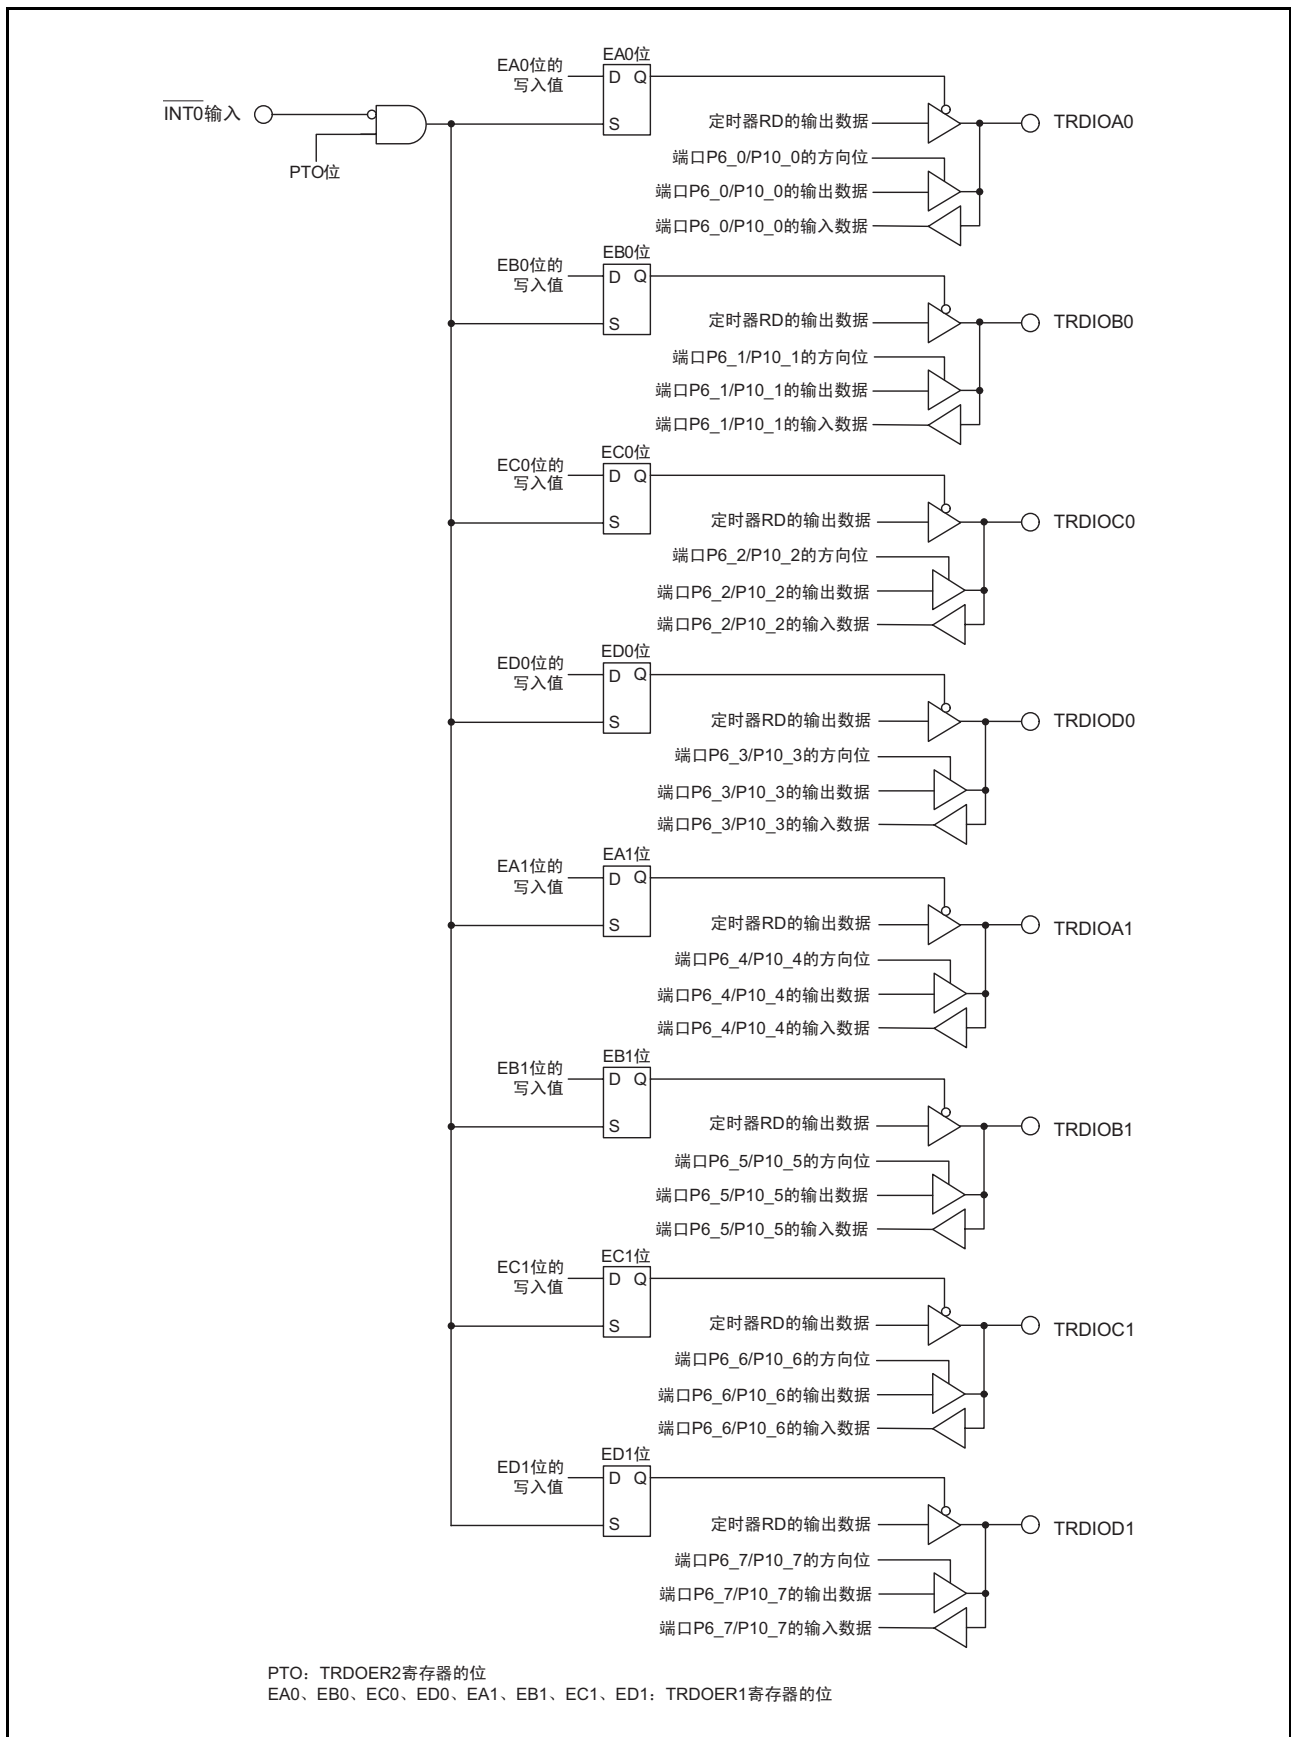 INT0输入
PTO位
EA0位的
写入值
EA0位
D Q
S
定时器RD的输出数据
TRDIOA0
端口P6_0/P10_0的方向位
端口P6_0/P10_0的输出数据
端口P6_0/P10_0的输入数据
EB0位的
写入值
EB0位
D Q
S
定时器RD的输出数据
TRDIOB0
端口P6_1/P10_1的方向位
端口P6_1/P10_1的输出数据
端口P6_1/P10_1的输入数据
EC0位的
写入值
EC0位
D Q
S
定时器RD的输出数据
TRDIOC0
端口P6_2/P10_2的方向位
端口P6_2/P10_2的输出数据
端口P6_2/P10_2的输入数据
ED0位的
写入值
ED0位
D Q
S
定时器RD的输出数据
TRDIOD0
端口P6_3/P10_3的方向位
端口P6_3/P10_3的输出数据
端口P6_3/P10_3的输入数据
EA1位的
写入值
EA1位
D Q
S
定时器RD的输出数据
TRDIOA1
端口P6_4/P10_4的方向位
端口P6_4/P10_4的输出数据
端口P6_4/P10_4的输入数据
EB1位的
写入值
EB1位
D Q
S
定时器RD的输出数据
TRDIOB1
端口P6_5/P10_5的方向位
端口P6_5/P10_5的输出数据
端口P6_5/P10_5的输入数据
EC1位的
写入值
EC1位
D Q
S
定时器RD的输出数据
TRDIOC1
端口P6_6/P10_6的方向位
端口P6_6/P10_6的输出数据
端口P6_6/P10_6的输入数据
ED1位的
写入值
ED1位
D Q
S
定时器RD的输出数据
TRDIOD1
端口P6_7/P10_7的方向位
端口P6_7/P10_7的输出数据
端口P6_7/P10_7的输入数据
PTO：TRDOER2寄存器的位
EA0、EB0、EC0、ED0、EA1、EB1、EC1、ED1：TRDOER1寄存器的位